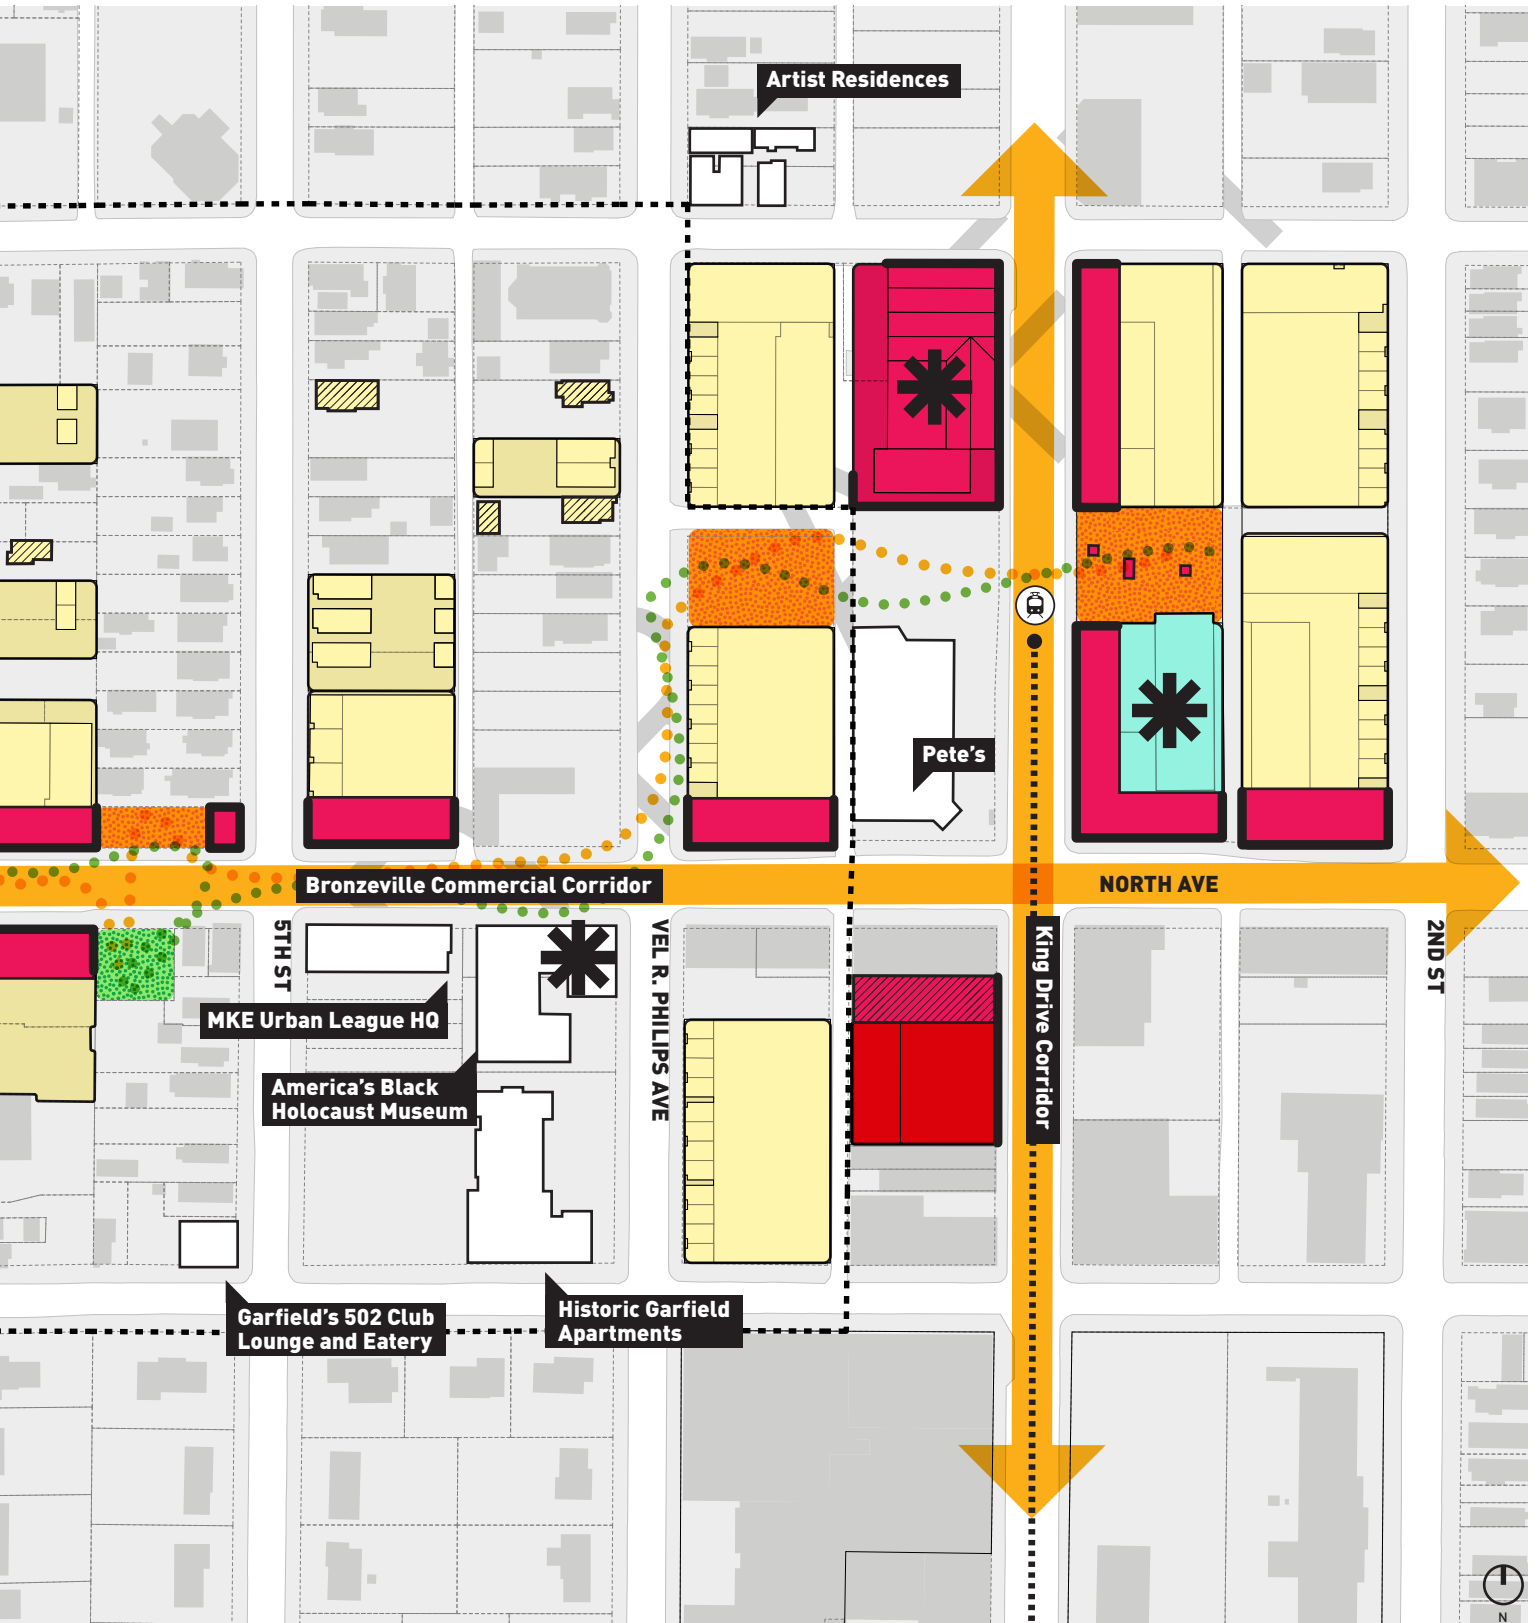 Artist Residences
Pete's
Bronzeville Commercial Corridor
NORTH AVE
5TH ST
VEL R. PHILIPS AVE
King Drive Corridor
2ND ST
MKE Urban League HQ
America's Black
Holocaust Museum
Historic Garfield
Apartments
Garfield's 502 Club
Lounge and Eatery
N